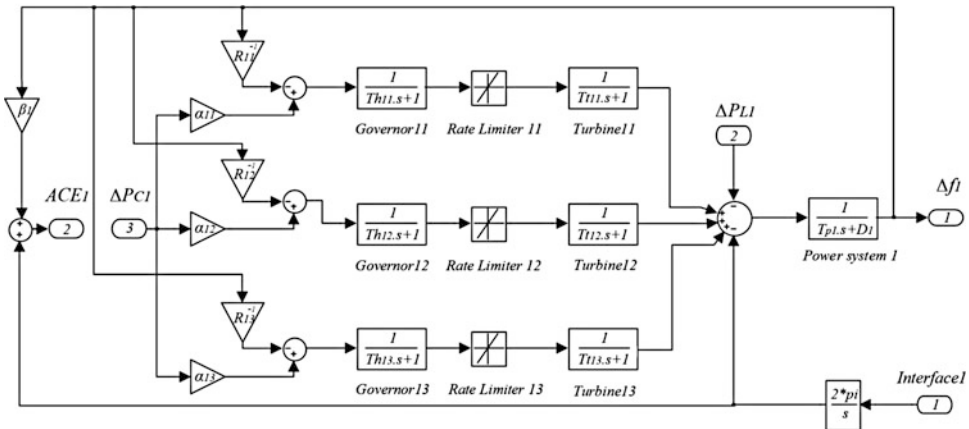 R11⁻¹
1
Th11.s+1
1
Tt11.s+1
β1
α11
Governor11
Rate Limiter 11
Turbine11
ΔPL1
2
R12⁻¹
ACE1
ΔPC1
Δf1
2
3
α12
1
Th12.s+1
1
Tt12.s+1
1
Tp1.s+D1
1
Governor12
Rate Limiter 12
Turbine12
Power system 1
R13⁻¹
1
Th13.s+1
1
Tt13.s+1
α13
Governor13
Rate Limiter 13
Turbine13
Interface1
2*pi
s
1